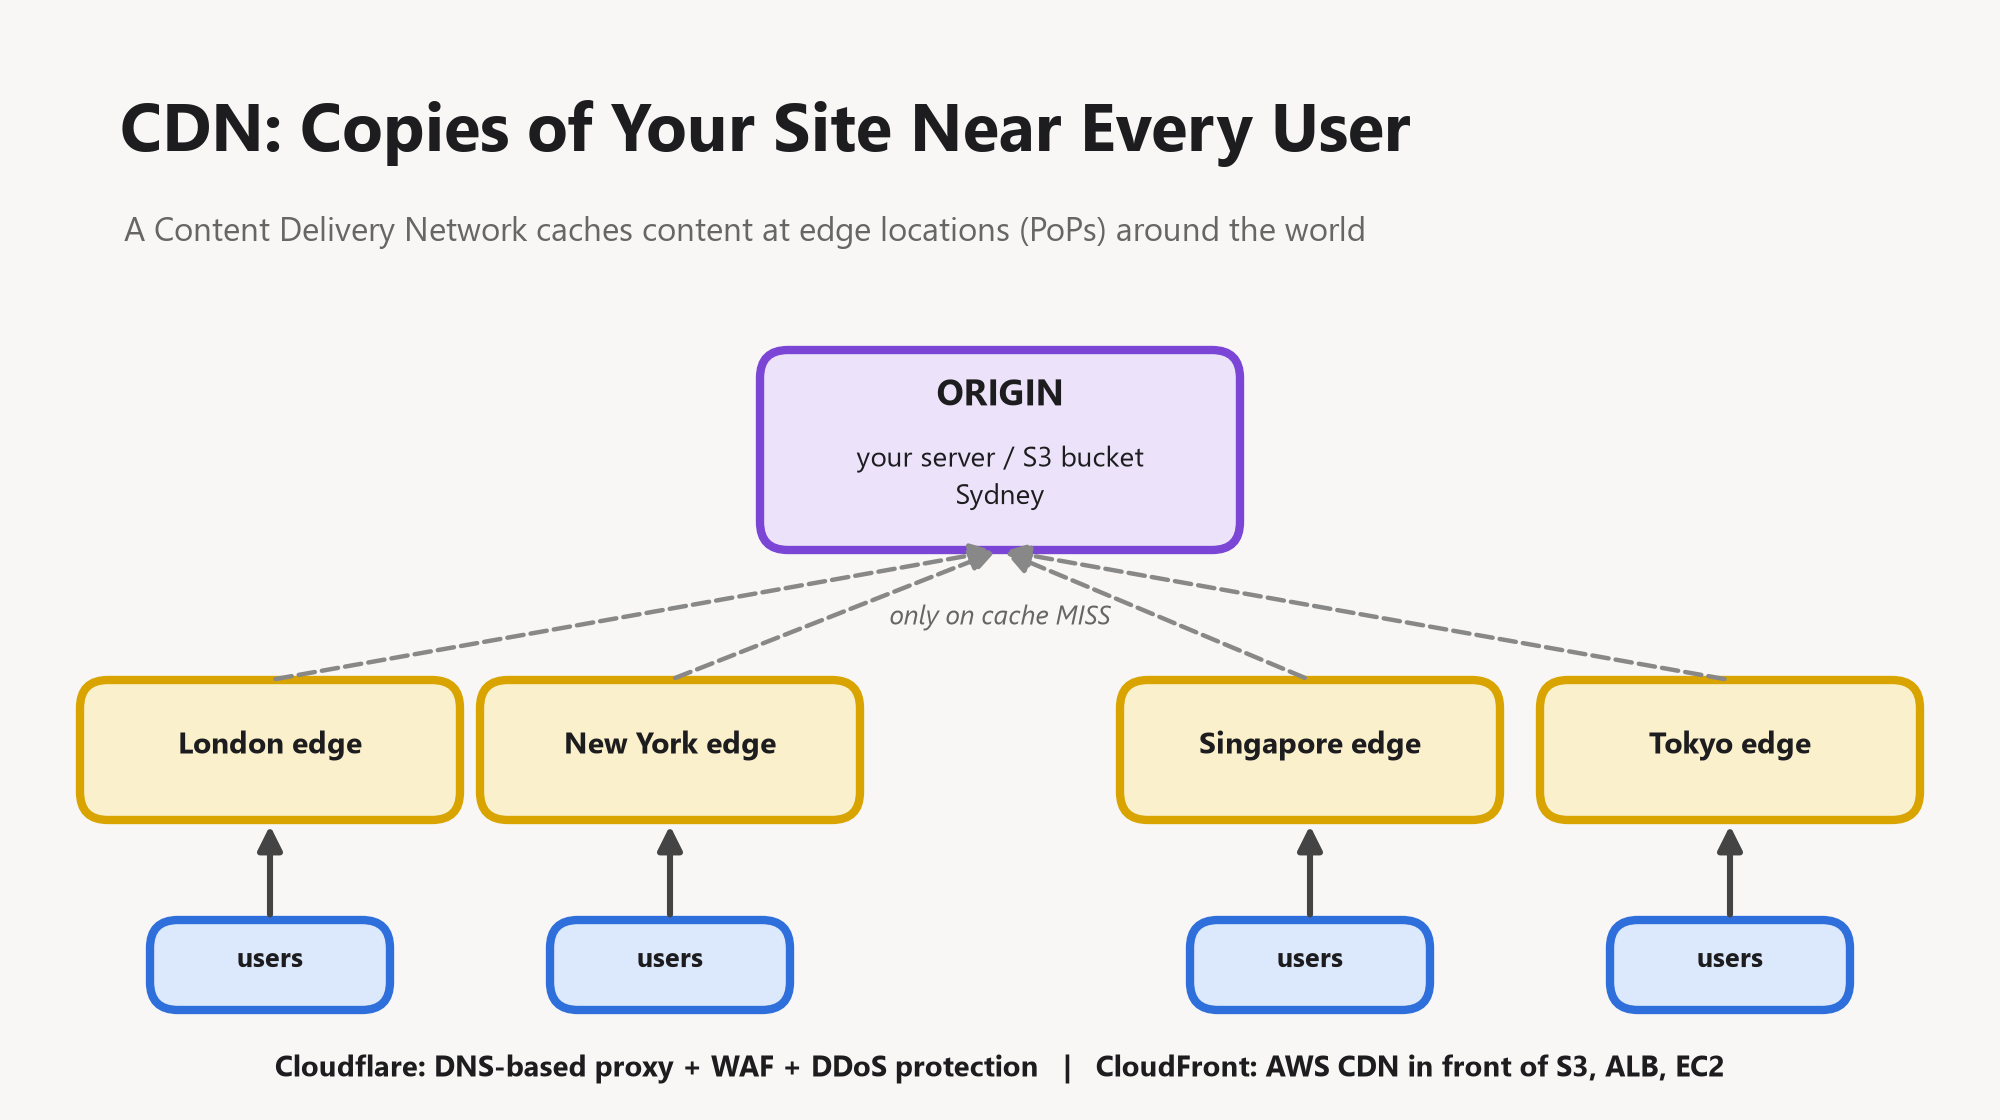 CDN: Copies of Your Site Near Every User
A Content Delivery Network caches content at edge locations (PoPs) around the world
ORIGIN
your server / S3 bucket
Sydney
only on cache MISS
London edge
New York edge
Singapore edge
Tokyo edge
users
users
users
users
Cloudflare: DNS-based proxy + WAF + DDoS protection | CloudFront: AWS CDN in front of S3, ALB, EC2